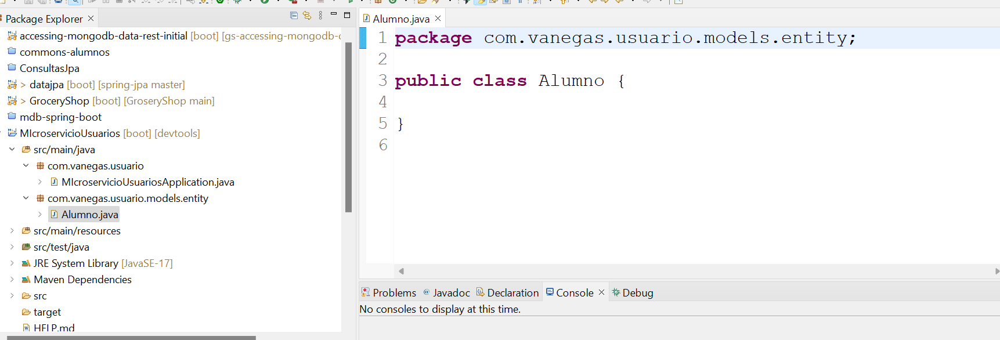 Package Explorer
accessing-mongodb-data-rest-initial [boot] [gs-accessing-mongodb-
commons-alumnos
ConsultasJpa
> datajpa [boot] [spring-jpa master]
> GroceryShop [boot] [GroseryShop main]
mdb-spring-boot
MIcroservicioUsuarios [boot] [devtools]
src/main/java
com.vanegas.usuario
MIcroservicioUsuariosApplication.java
com.vanegas.usuario.models.entity
Alumno.java
src/main/resources
src/test/java
JRE System Library [JavaSE-17]
Maven Dependencies
src
target
HELP.md
Alumno.java
1 package com.vanegas.usuario.models.entity;
2
3 public class Alumno {
4
5 }
6
Problems @ Javadoc Declaration Console Debug
No consoles to display at this time.